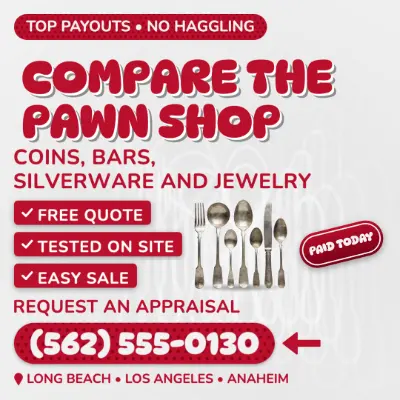 TOP PAYOUTS • NO HAGGLING
COMPARE THE
PAWN SHOP
COINS, BARS,
SILVERWARE AND JEWELRY
FREE QUOTE
TESTED ON SITE
EASY SALE
PAID TODAY
REQUEST AN APPRAISAL
(562) 555-0130
LONG BEACH • LOS ANGELES • ANAHEIM